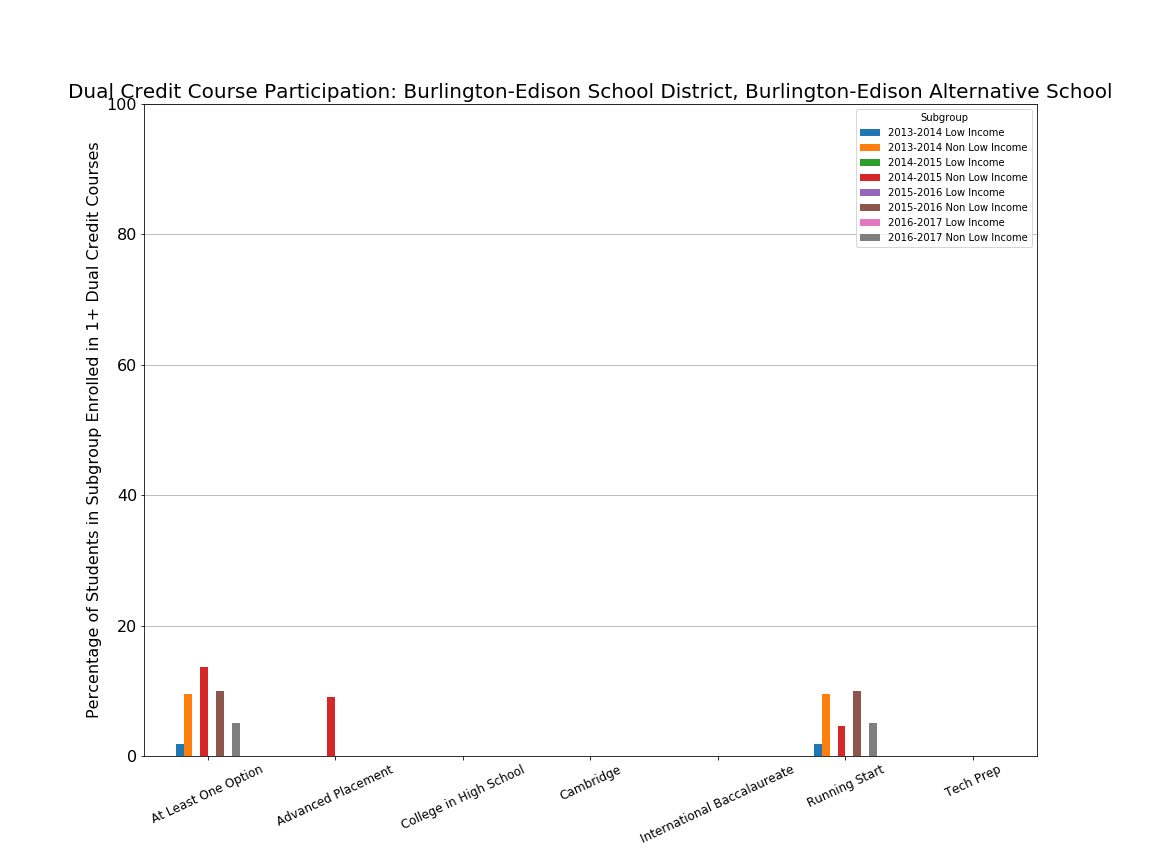 Dual Credit Course Participation: Burlington-Edison School District, Burlington-Edison Alternative School
Percentage of Students in Subgroup Enrolled in 1+ Dual Credit Courses
100
80
60
40
20
0
Subgroup
2013-2014 Low Income
2013-2014 Non Low Income
2014-2015 Low Income
2014-2015 Non Low Income
2015-2016 Low Income
2015-2016 Non Low Income
2016-2017 Low Income
2016-2017 Non Low Income
At Least One Option
Advanced Placement
College in High School
Cambridge
International Baccalaureate
Running Start
Tech Prep